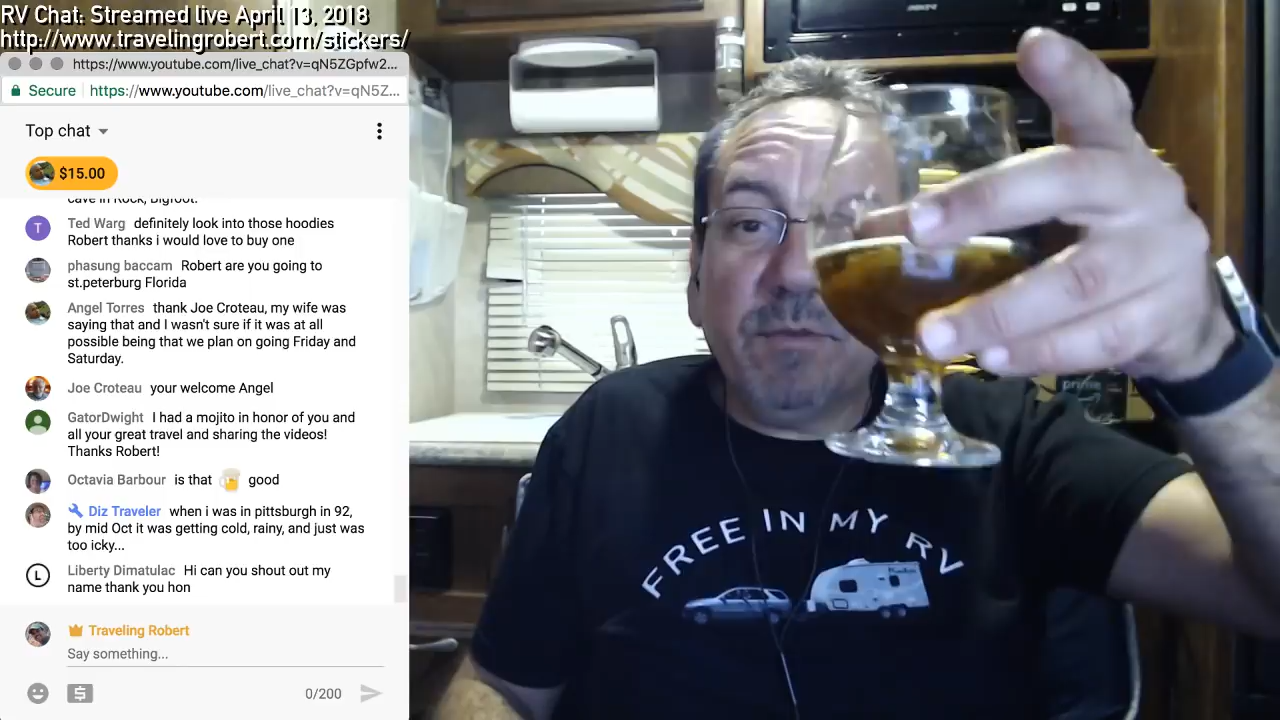 RV Chat: Streamed live April 13, 2018
http://www.travelingrobert.com/stickers/
https://www.youtube.com/live_chat?v=qN5ZGpfw2...
Secure https://www.youtube.com/live_chat?v=qN5Z...
Top chat
$15.00
cave in Rock, Bigfoot.
Ted Warg definitely look into those hoodies
Robert thanks i would love to buy one
phasung baccam Robert are you going to
st.peterburg Florida
Angel Torres thank Joe Croteau, my wife was
saying that and I wasn't sure if it was at all
possible being that we plan on going Friday and
Saturday.
Joe Croteau your welcome Angel
GatorDwight I had a mojito in honor of you and
all your great travel and sharing the videos!
Thanks Robert!
Octavia Barbour is that 🍺 good
Diz Traveler when i was in pittsburgh in 92,
by mid Oct it was getting cold, rainy, and just was
too icky...
L
Liberty Dimatulac Hi can you shout out my
name thank you hon
Traveling Robert
Say something...
0/200
T
FREE IN MY RV
prime